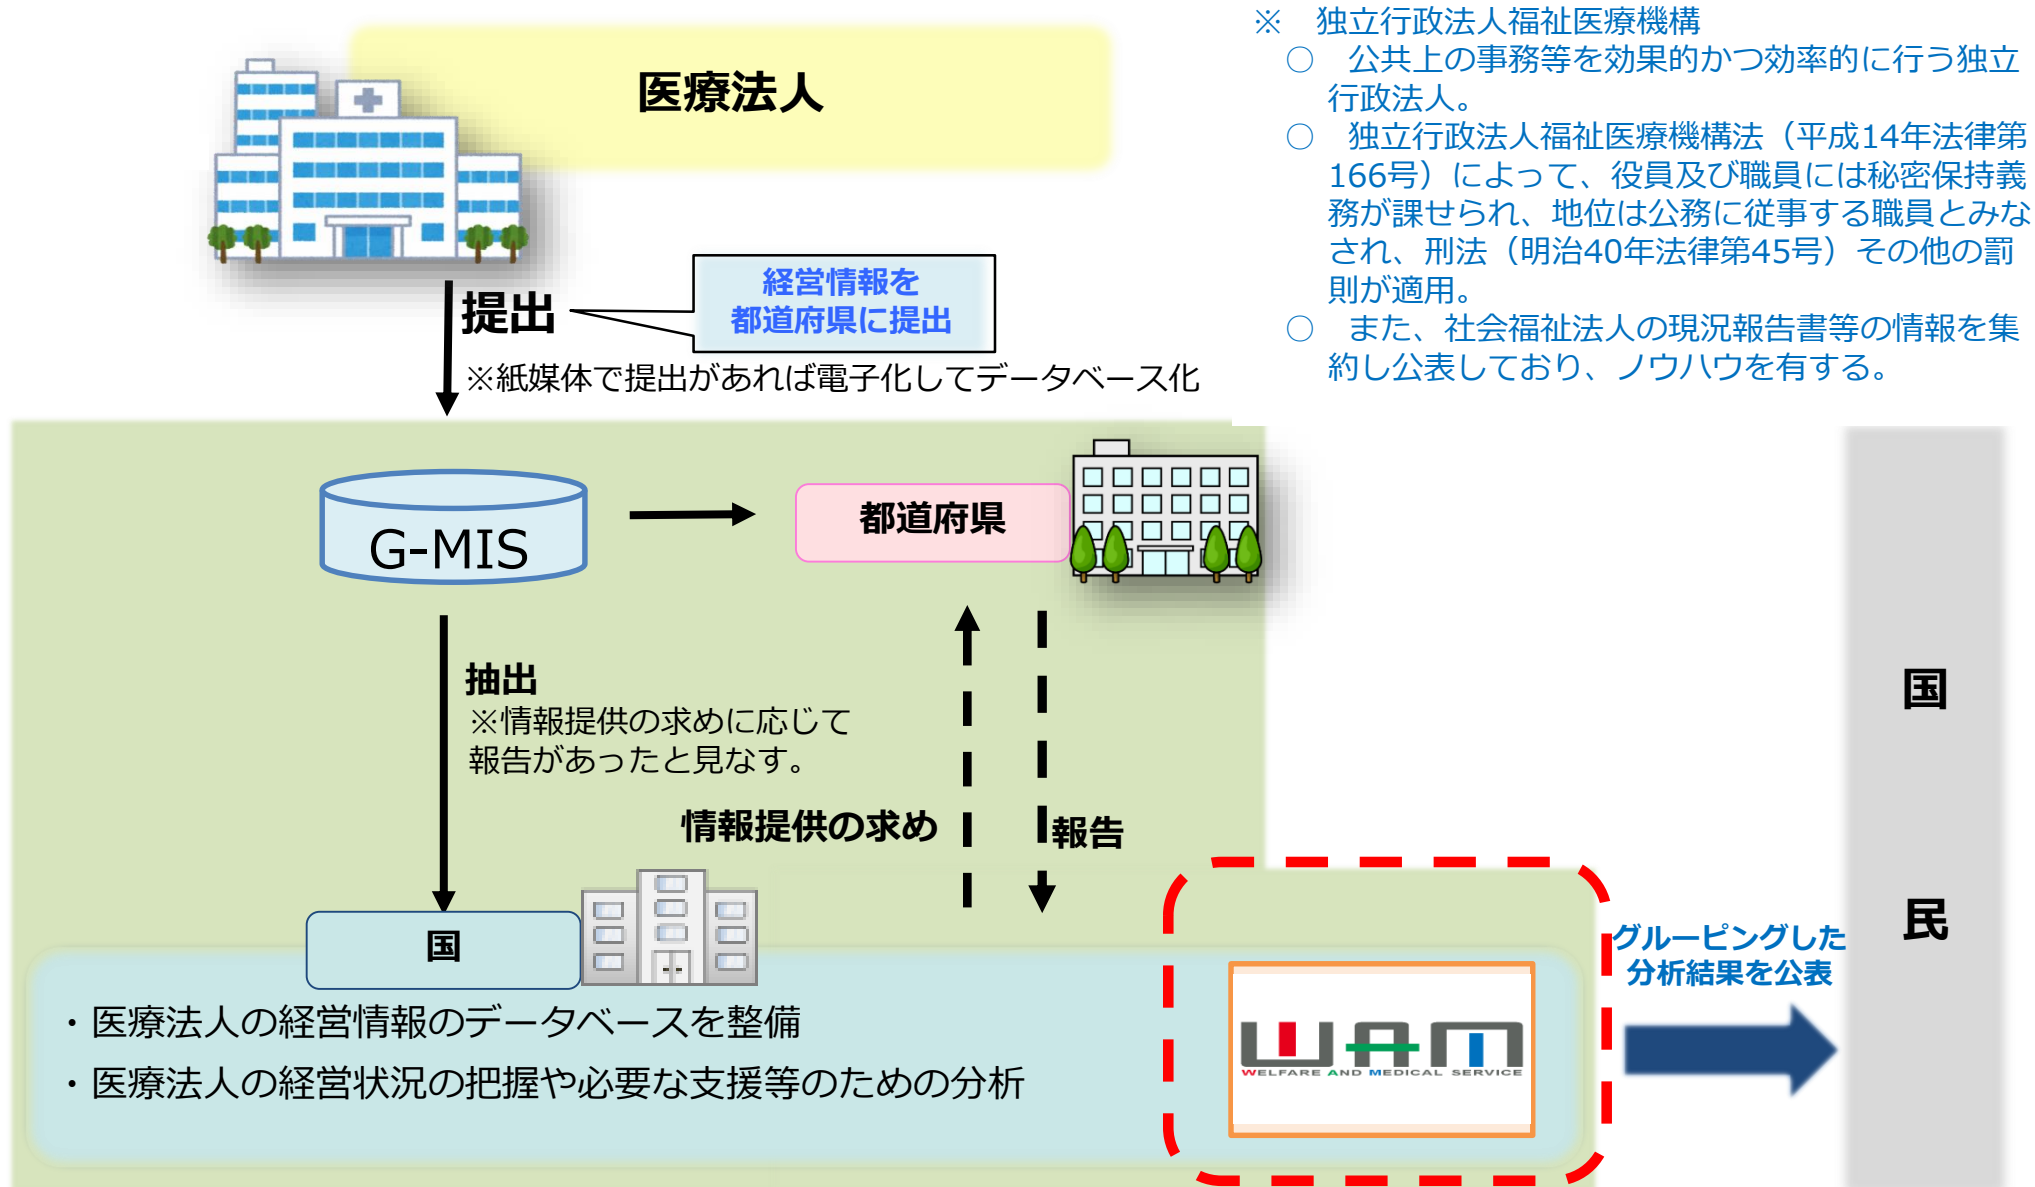 医療法人
※　独立行政法人福祉医療機構
○　公共上の事務等を効果的かつ効率的に行う独立
行政法人。
○　独立行政法人福祉医療機構法（平成14年法律第
166号）によって、役員及び職員には秘密保持義
務が課せられ、地位は公務に従事する職員とみな
され、刑法（明治40年法律第45号）その他の罰
則が適用。
○　また、社会福祉法人の現況報告書等の情報を集
約し公表しており、ノウハウを有する。
提出
経営情報を
都道府県に提出
※紙媒体で提出があれば電子化してデータベース化
G-MIS
都道府県
抽出
※情報提供の求めに応じて
報告があったと見なす。
情報提供の求め
報告
国
・医療法人の経営情報のデータベースを整備
・医療法人の経営状況の把握や必要な支援等のための分析
WAM
WELFARE AND MEDICAL SERVICE
グルーピングした
分析結果を公表
国
民